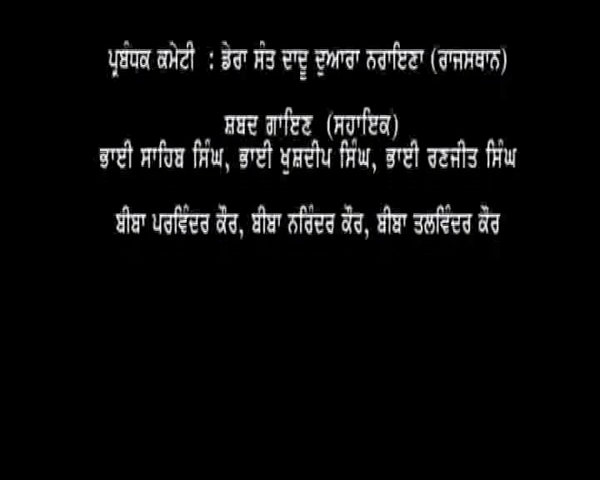 ਪ੍ਰਬੰਧਕ ਕਮੇਟੀ : ਡੇਰਾ ਸੰਤ ਦਾਦੂ ਦੁਆਰਾ ਨਰਾਇਣਾ (ਰਾਜਸਥਾਨ)
ਸ਼ਬਦ ਗਾਇਣ (ਸਹਾਇਕ)
ਭਾਈ ਸਾਹਿਬ ਸਿੰਘ, ਭਾਈ ਖੁਸ਼ਦੀਪ ਸਿੰਘ, ਭਾਈ ਰਣਜੀਤ ਸਿੰਘ
ਬੀਬਾ ਪਰਵਿੰਦਰ ਕੌਰ, ਬੀਬਾ ਨਰਿੰਦਰ ਕੌਰ, ਬੀਬਾ ਤਲਵਿੰਦਰ ਕੌਰ